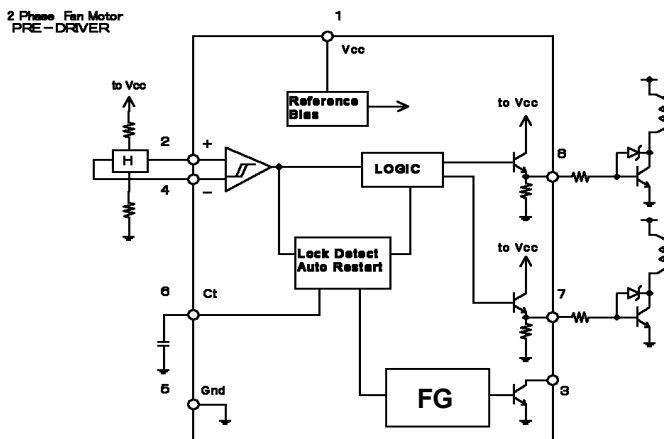 2 Phase Fan Motor
PRE-DRIVER
1
Vcc
to Vcc
Reference
Bias
to Vcc
2
+
H
4
-
LOGIC
8
Lock Detect
Auto Restart
to Vcc
6
Ct
7
5
Gnd
FG
3